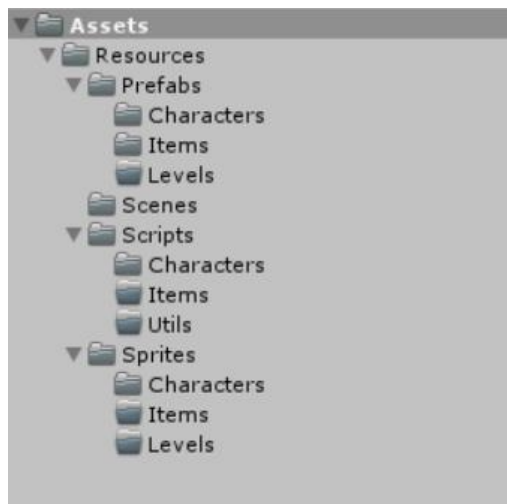 Assets
Resources
Prefabs
Characters
Items
Levels
Scenes
Scripts
Characters
Items
Utils
Sprites
Characters
Items
Levels